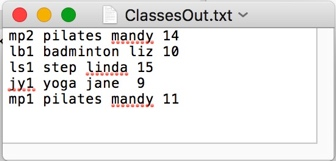 ClassesOut.txt
mp2 pilates mandy 14
lb1 badminton liz 10
ls1 step linda 15
jy1 yoga jane  9
mp1 pilates mandy 11